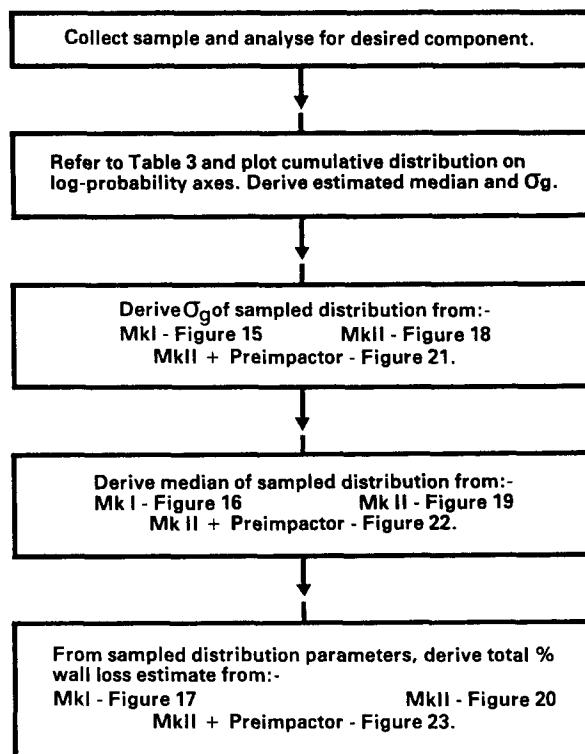 Collect sample and analyse for desired component.
Refer to Table 3 and plot cumulative distribution on
log-probability axes. Derive estimated median and σg.
Derive σg of sampled distribution from:-
MkI - Figure 15 MkII - Figure 18
MkII + Preimpactor - Figure 21.
Derive median of sampled distribution from:-
Mk I - Figure 16 Mk II - Figure 19
Mk II + Preimpactor - Figure 22.
From sampled distribution parameters, derive total %
wall loss estimate from:-
MkI - Figure 17 MkII - Figure 20
MkII + Preimpactor - Figure 23.